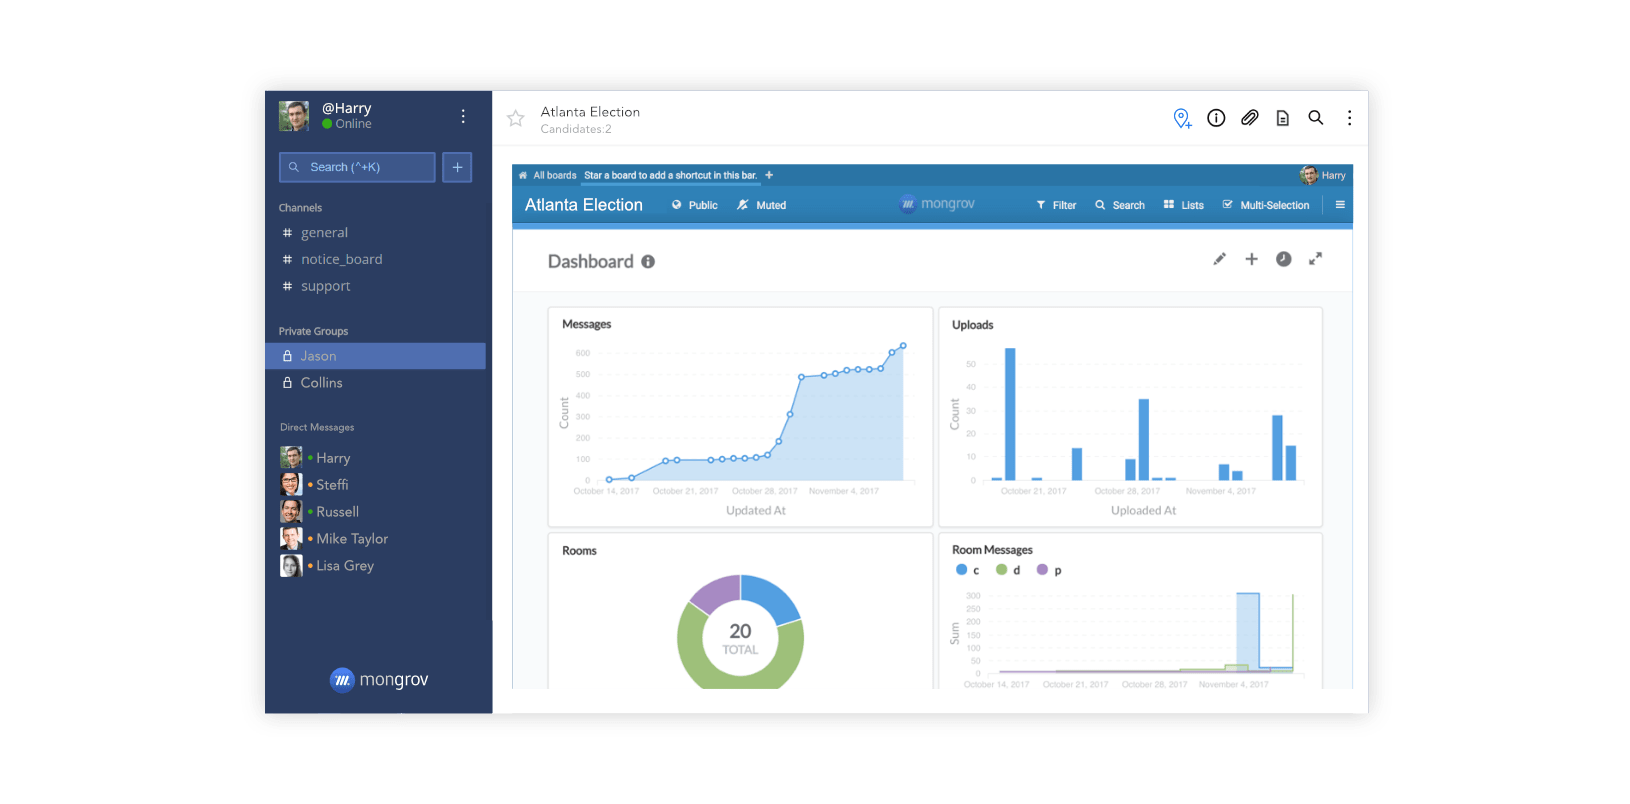 @Harry
Online
Search (^+K)
+
Channels
# general
# notice_board
# support
Private Groups
Jason
Collins
Direct Messages
Harry
Steffi
Russell
Mike Taylor
Lisa Grey
mongrov
Atlanta Election
Candidates:2
All boards Star a board to add a shortcut in this bar. +
Harry
Atlanta Election Public Muted mongrov Filter Search Lists Multi-Selection
Dashboard
Messages
600
500
400
300
200
100
0
Count
October 14, 2017 October 21, 2017 October 28, 2017 November 4, 2017
Updated At
Uploads
50
40
30
20
10
0
Count
October 21, 2017 October 28, 2017 November 4, 2017
Uploaded At
Rooms
20
TOTAL
Room Messages
c d p
300
250
200
150
100
50
0
Sum
October 14, 2017 October 21, 2017 October 28, 2017 November 4, 2017